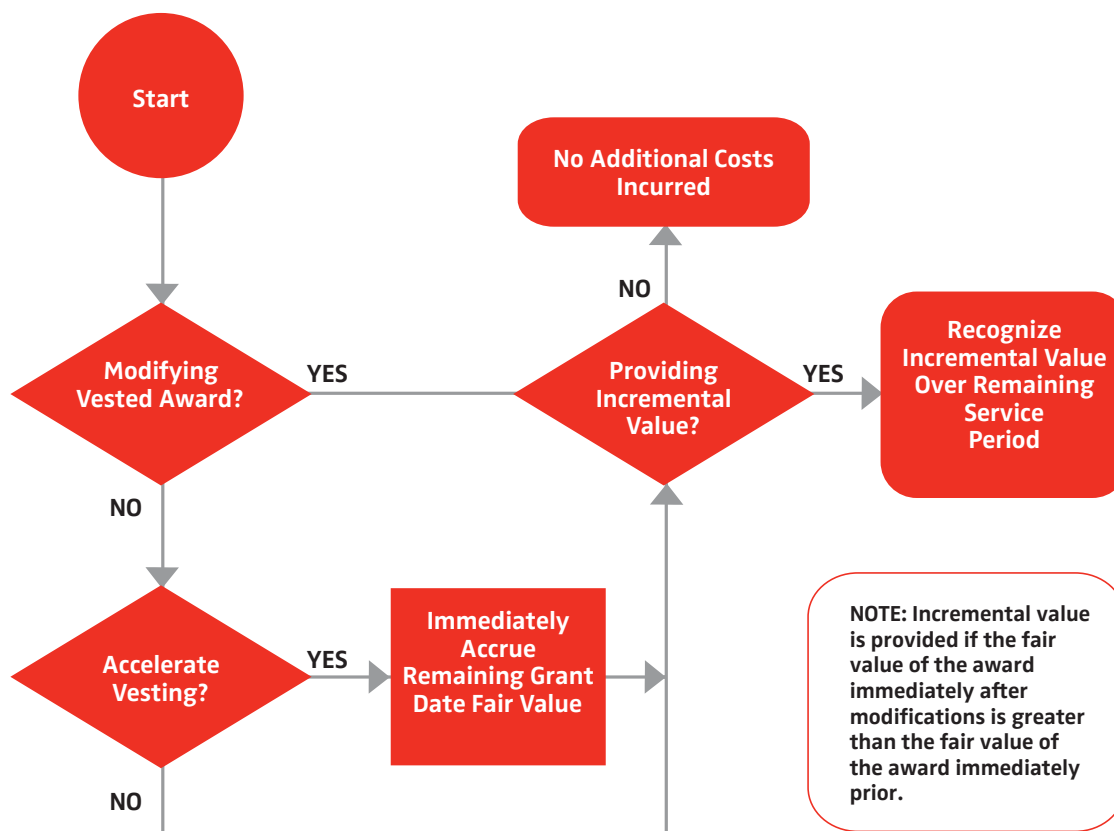 Start
No Additional Costs
Incurred
NO
Modifying
Vested Award?
YES
Providing
Incremental
Value?
YES
Recognize
Incremental Value
Over Remaining
Service
Period
NO
Accelerate
Vesting?
YES
Immediately
Accrue
Remaining Grant
Date Fair Value
NO
NOTE: Incremental value
is provided if the fair
value of the award
immediately after
modifications is greater
than the fair value of
the award immediately
prior.